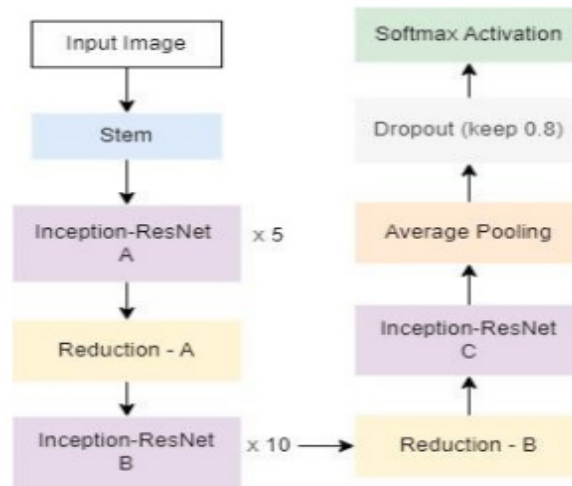 Input Image
Stem
Inception-ResNet
A
x 5
Reduction - A
Inception-ResNet
B
x 10
Reduction - B
Inception-ResNet
C
Average Pooling
Dropout (keep 0.8)
Softmax Activation